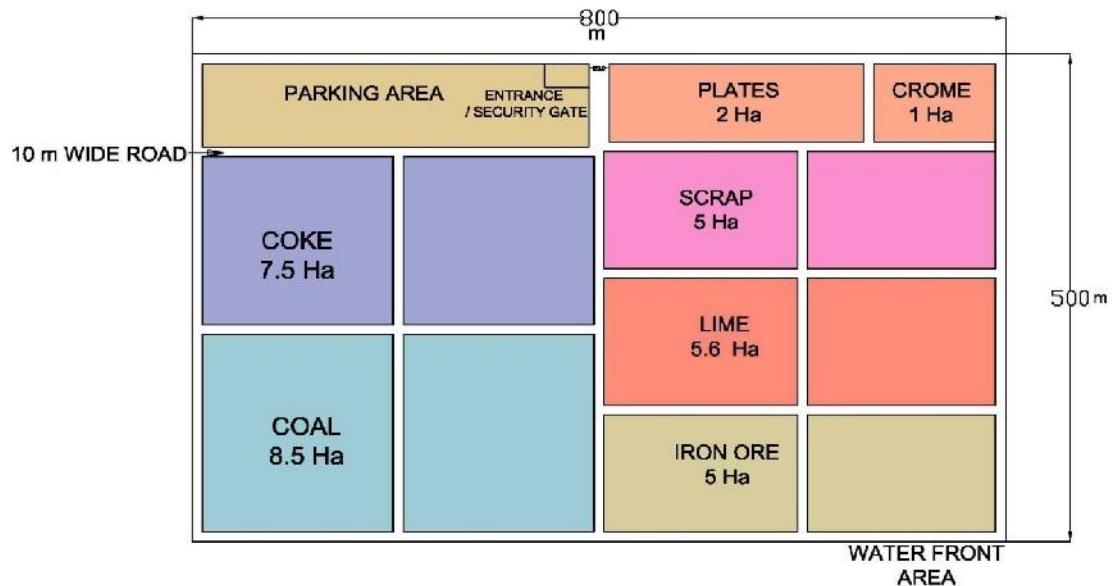 800
m
PARKING AREA
ENTRANCE
/ SECURITY GATE
PLATES
2 Ha
CROME
1 Ha
10 m WIDE ROAD
COKE
7.5 Ha
SCRAP
5 Ha
500 m
LIME
5.6 Ha
COAL
8.5 Ha
IRON ORE
5 Ha
WATER FRONT
AREA